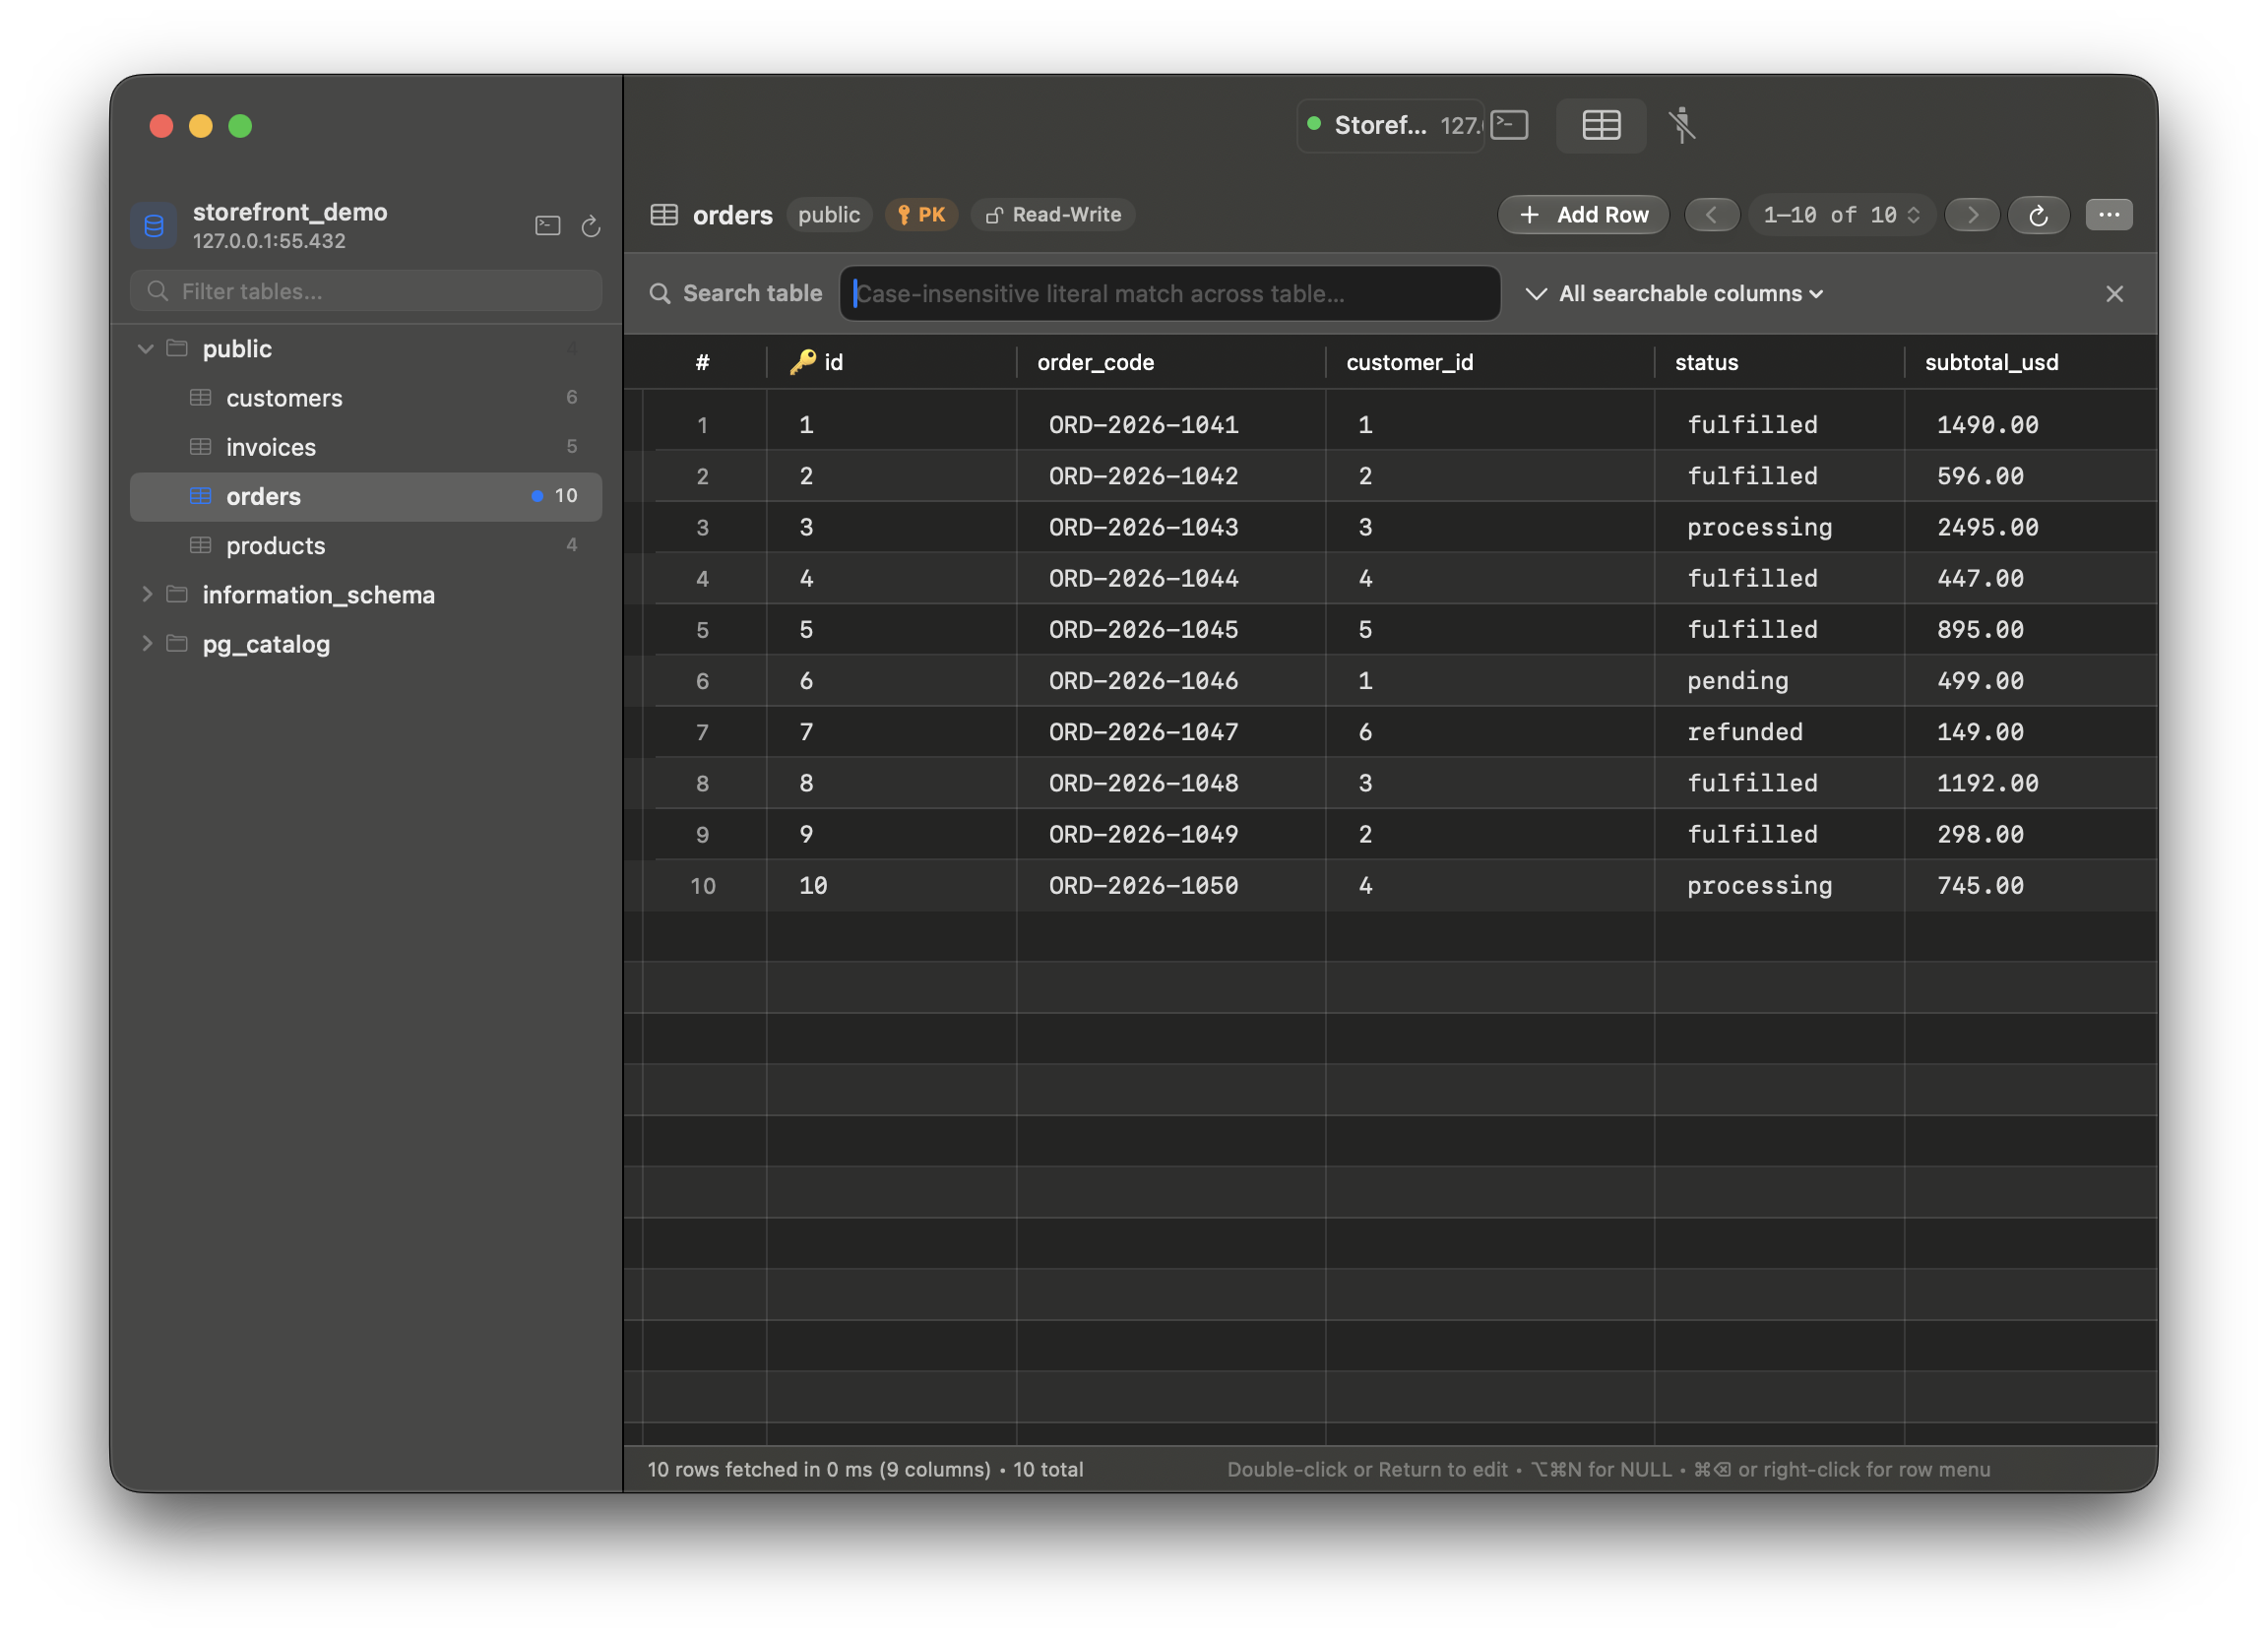 Storef... 127.
storefront_demo
127.0.0.1:55.432
Filter tables...
public 4
customers 6
invoices 5
orders 10
products 4
information_schema
pg_catalog
orders public PK Read-Write + Add Row 1–10 of 10
Search table Case-insensitive literal match across table... All searchable columns
# id order_code customer_id status subtotal_usd
1 1 ORD-2026-1041 1 fulfilled 1490.00
2 2 ORD-2026-1042 2 fulfilled 596.00
3 3 ORD-2026-1043 3 processing 2495.00
4 4 ORD-2026-1044 4 fulfilled 447.00
5 5 ORD-2026-1045 5 fulfilled 895.00
6 6 ORD-2026-1046 1 pending 499.00
7 7 ORD-2026-1047 6 refunded 149.00
8 8 ORD-2026-1048 3 fulfilled 1192.00
9 9 ORD-2026-1049 2 fulfilled 298.00
10 10 ORD-2026-1050 4 processing 745.00
10 rows fetched in 0 ms (9 columns) • 10 total
Double-click or Return to edit • ⌥⌘N for NULL • ⌘⌫ or right-click for row menu